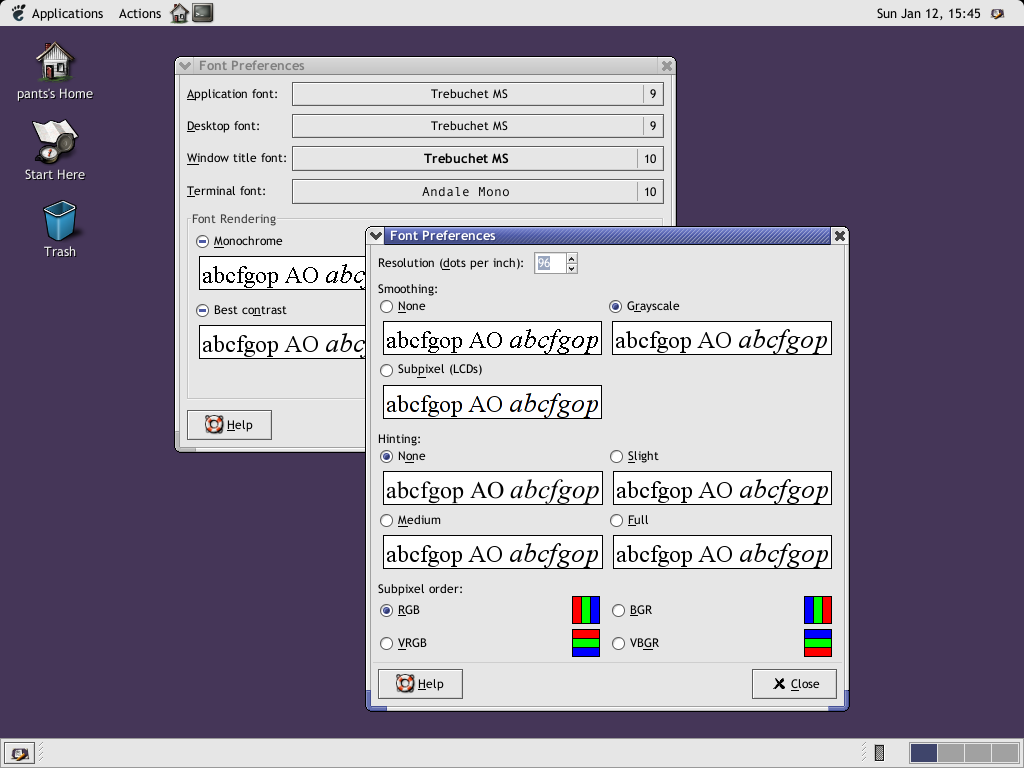 Applications Actions Sun Jan 12, 15:45
pants's Home
Start Here
Trash
Font Preferences
Application font: Trebuchet MS 9
Desktop font: Trebuchet MS 9
Window title font: Trebuchet MS 10
Terminal font: Andale Mono 10
Font Rendering
Monochrome
abcfgop AO abc
Best contrast
abcfgop AO abc
Help
Font Preferences
Resolution (dots per inch): 96
Smoothing:
None Grayscale
abcfgop AO abcfgop abcfgop AO abcfgop
Subpixel (LCDs)
abcfgop AO abcfgop
Hinting:
None Slight
abcfgop AO abcfgop abcfgop AO abcfgop
Medium Full
abcfgop AO abcfgop abcfgop AO abcfgop
Subpixel order:
RGB BGR
VRGB VBGR
Help Close